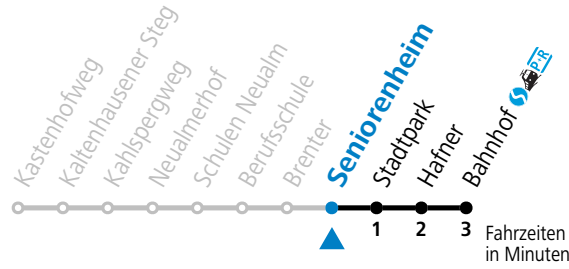 Kastenhofweg
Kaltenhausener Steg
Kahlspergweg
Neualmerhof
Schulen Neualm
Berufsschule
Brenter
Seniorenheim
Stadtpark
Hafner
Bahnhof S P+R
1 2 3
Fahrzeiten
in Minuten